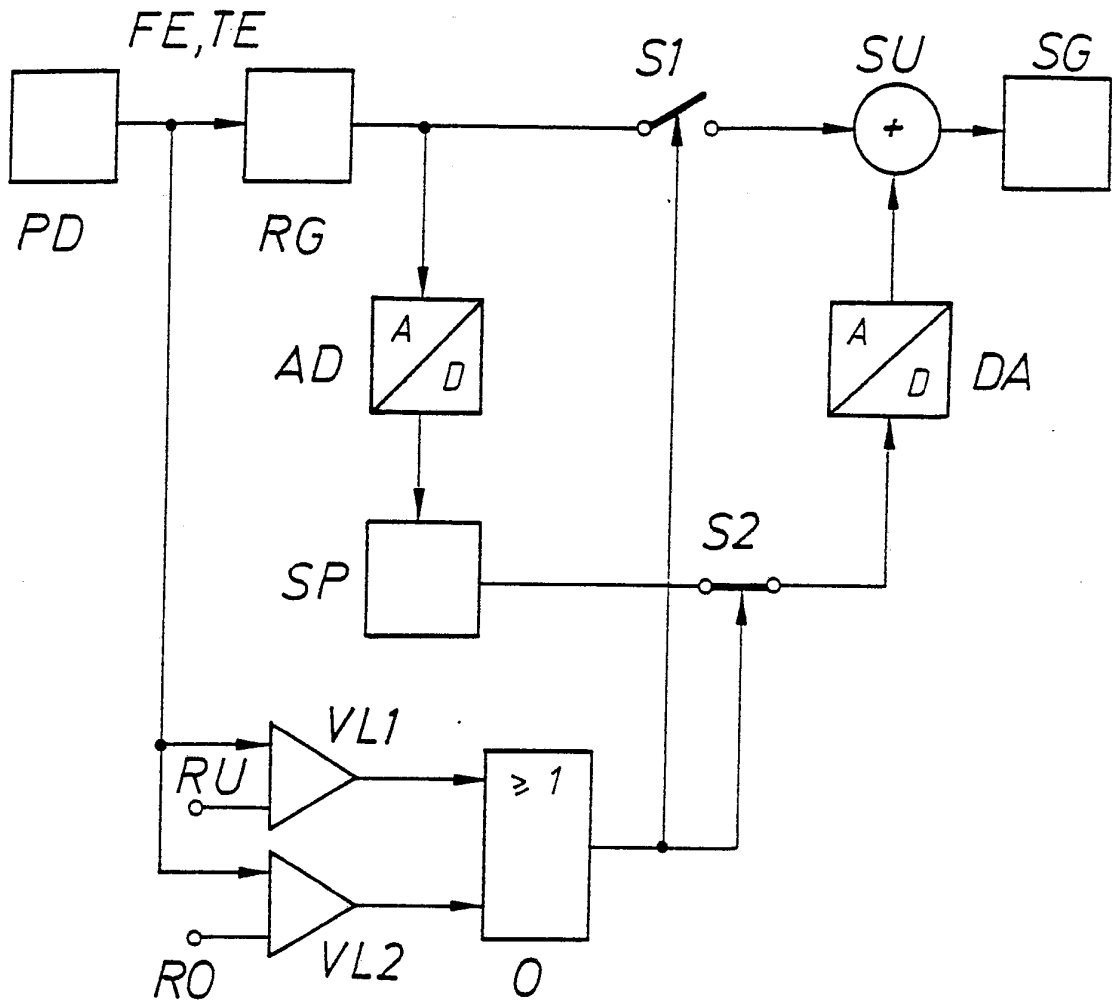 FE, TE
S1
SU
SG
+
PD
RG
A
D
AD
A
D
DA
S2
SP
VL1
RU
≥ 1
VL2
RO
O